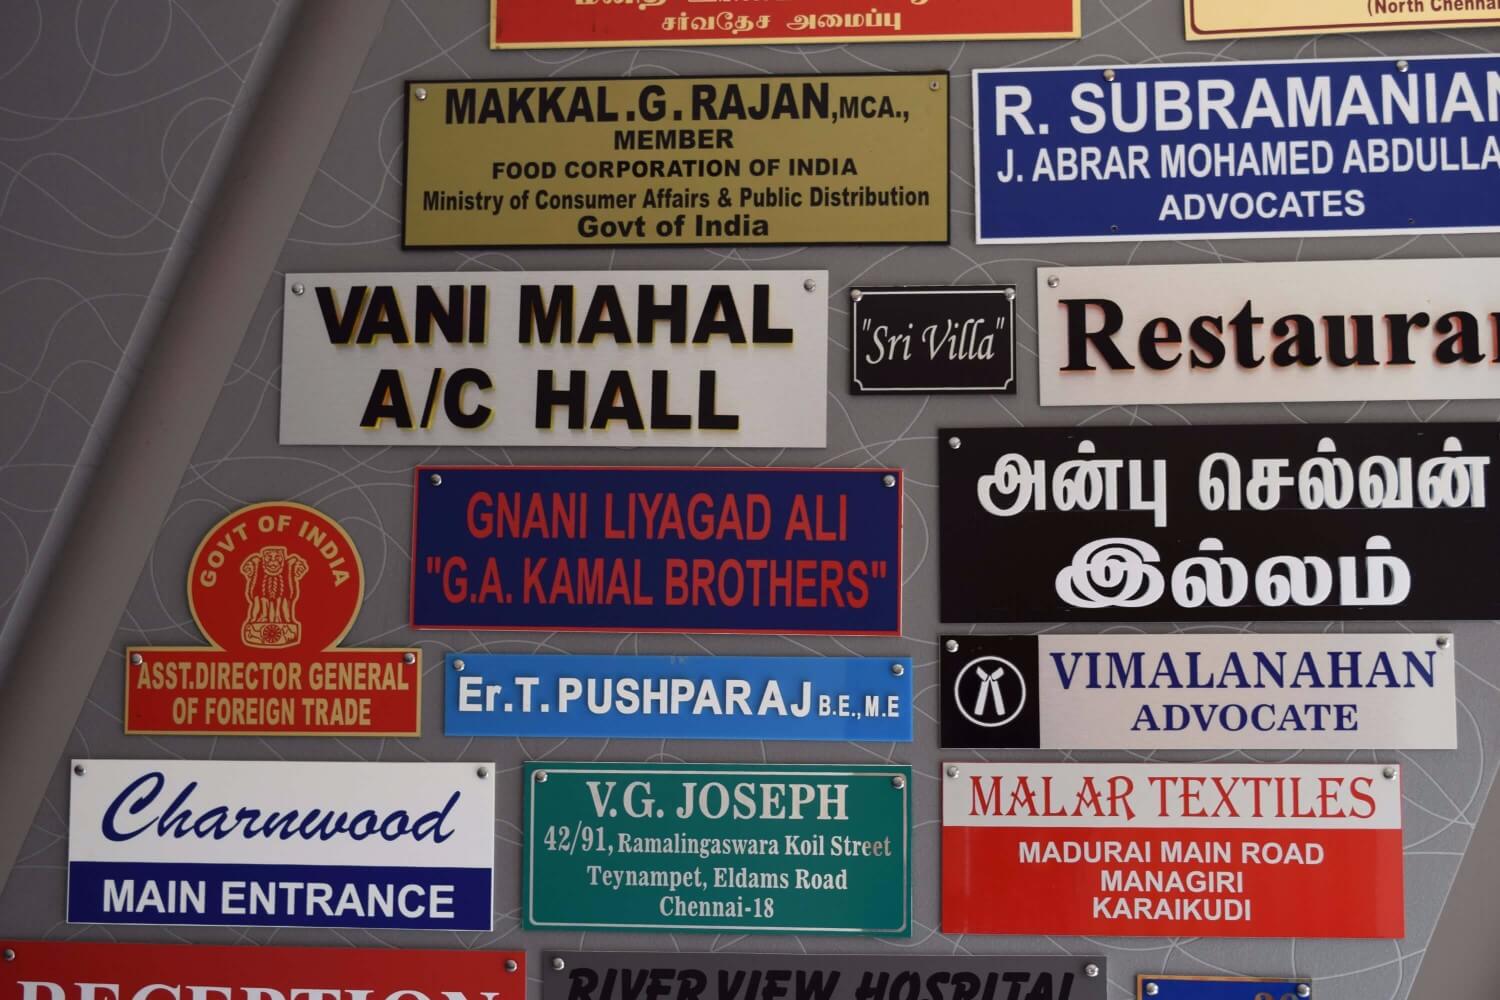 சர்வதேச அமைப்பு
(North Chennai
MAKKAL.G.RAJAN,MCA.,
MEMBER
FOOD CORPORATION OF INDIA
Ministry of Consumer Affairs & Public Distribution
Govt of India
R. SUBRAMANIAN
J. ABRAR MOHAMED ABDULLA
ADVOCATES
VANI MAHAL
A/C HALL
"Sri Villa"
Restauran
GNANI LIYAGAD ALI
"G.A. KAMAL BROTHERS"
அன்பு செல்வன்
இல்லம்
GOVT OF INDIA
ASST.DIRECTOR GENERAL
OF FOREIGN TRADE
Er.T. PUSHPARAJ B.E., M.E
VIMALANAHAN
ADVOCATE
Charnwood
MAIN ENTRANCE
V.G. JOSEPH
42/91, Ramalingaswara Koil Street
Teynampet, Eldams Road
Chennai-18
MALAR TEXTILES
MADURAI MAIN ROAD
MANAGIRI
KARAIKUDI
RECEPTION
RIVER VIEW HOSPITAL